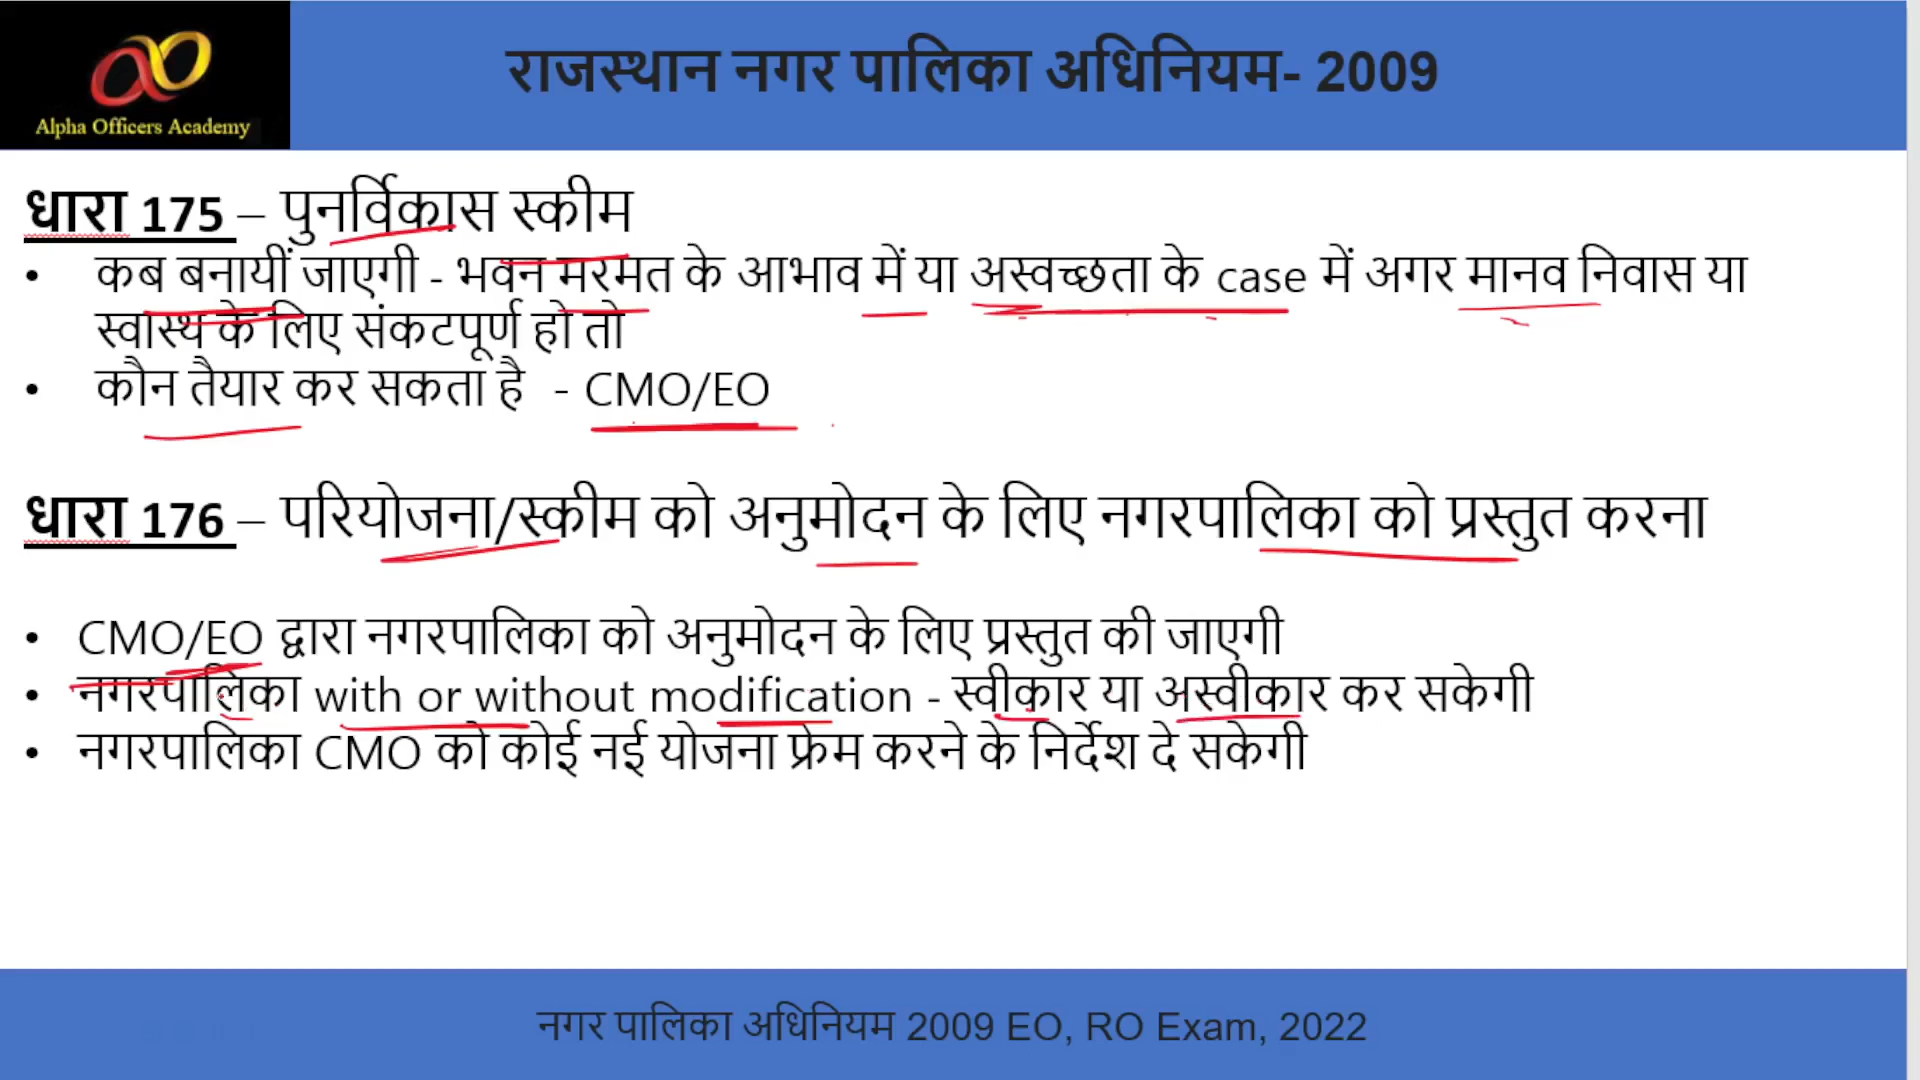 Alpha Officers Academy
राजस्थान नगर पालिका अधिनियम- 2009
धारा 175 – पुनर्विकास स्कीम
• कब बनायीं जाएगी - भवन मरमत के आभाव में या अस्वच्छता के case में अगर मानव निवास या
स्वास्थ के लिए संकटपूर्ण हो तो
• कौन तैयार कर सकता है - CMO/EO
धारा 176 – परियोजना/स्कीम को अनुमोदन के लिए नगरपालिका को प्रस्तुत करना
• CMO/EO द्वारा नगरपालिका को अनुमोदन के लिए प्रस्तुत की जाएगी
• नगरपालिका with or without modification - स्वीकार या अस्वीकार कर सकेगी
• नगरपालिका CMO को कोई नई योजना फ्रेम करने के निर्देश दे सकेगी
नगर पालिका अधिनियम 2009 EO, RO Exam, 2022